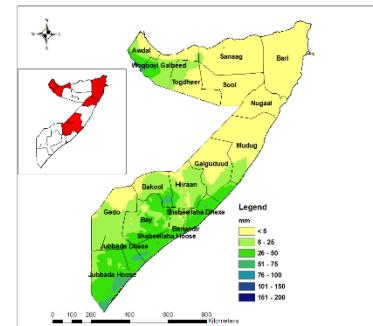 N
W
E
S
Awdal
Woqooyi Galbeed
Sanaag
Bari
Togdheer
Sool
Nugaal
Mudug
Galguduud
Bakool
Hiiraan
Gedo
Bay
Shabeellaha Dhexe
Banaadir
Shabeellaha Hoose
Jubbada Dhexe
Jubbada Hoose
Legend
mm
< 5
6 - 25
26 - 50
51 - 75
76 - 100
101 - 150
151 - 200
0 100 200 400 600 800
Kilometers